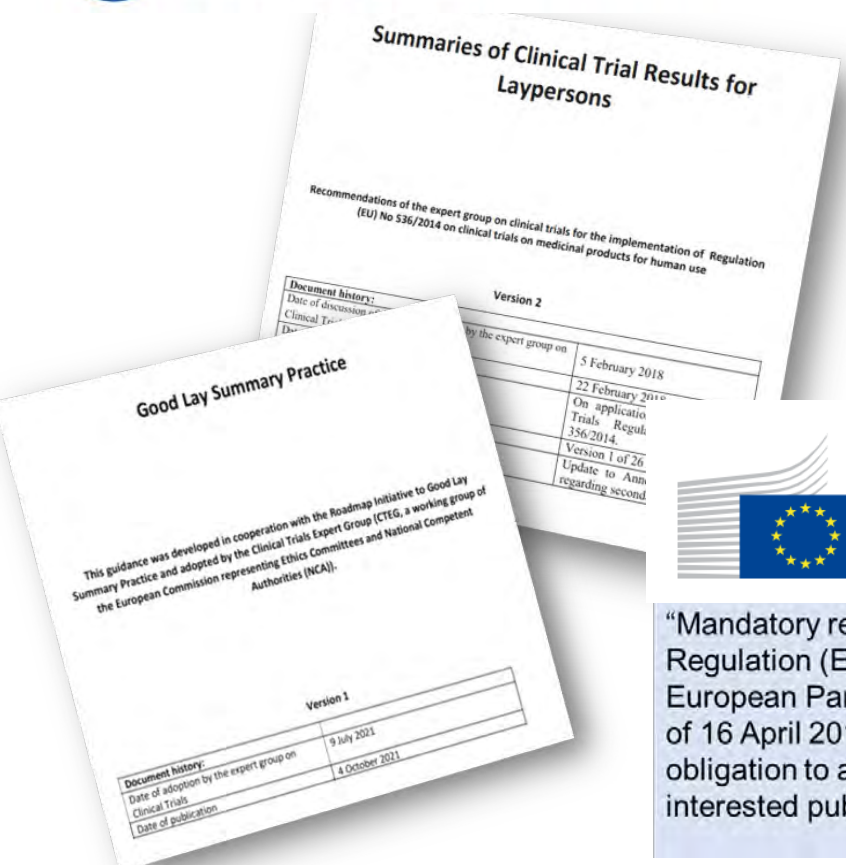 Summaries of Clinical Trial Results for
Laypersons
Recommendations of the expert group on clinical trials for the implementation of Regulation
(EU) No 536/2014 on clinical trials on medicinal products for human use
Version 2
Document history:
Date of discussion
by the expert group on
Clinical
5 February 2018
22 February 2018
On
Trials
356/2014.
Version 1 of 26
Update to
regarding
Good Lay Summary Practice
This guidance was developed in cooperation with the Roadmap Initiative to Good Lay
Summary Practice and adopted by the Clinical Trials Expert Group (CTEG, a working group of
the European Commission representing Ethics Committees and National Competent
Authorities (NCA)).
Version 1
Document history:
Date of adoption by the expert group on
Clinical Trials
9 July 2021
Date of publication
4 October 2021
“Mandatory re
Regulation (E
European Par
of 16 April 20
obligation to a
interested pu